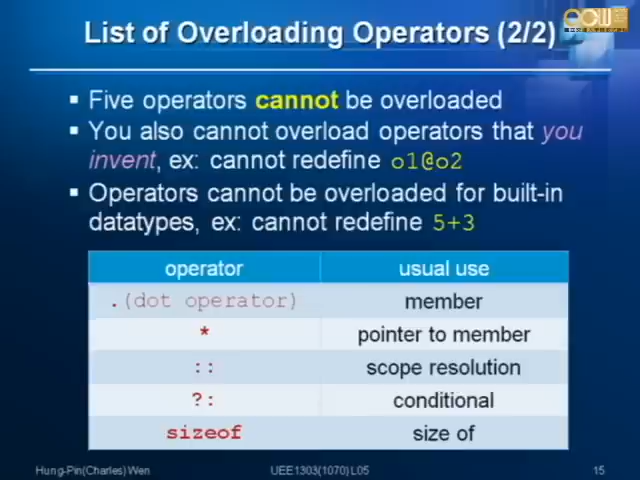 List of Overloading Operators (2/2)
Five operators cannot be overloaded
You also cannot overload operators that you
invent, ex: cannot redefine o1@o2
Operators cannot be overloaded for built-in
datatypes, ex: cannot redefine 5+3
operator usual use
.(dot operator) member
* pointer to member
:: scope resolution
?: conditional
sizeof size of
Hung-Pin(Charles) Wen UEE1303(1070) L05 15